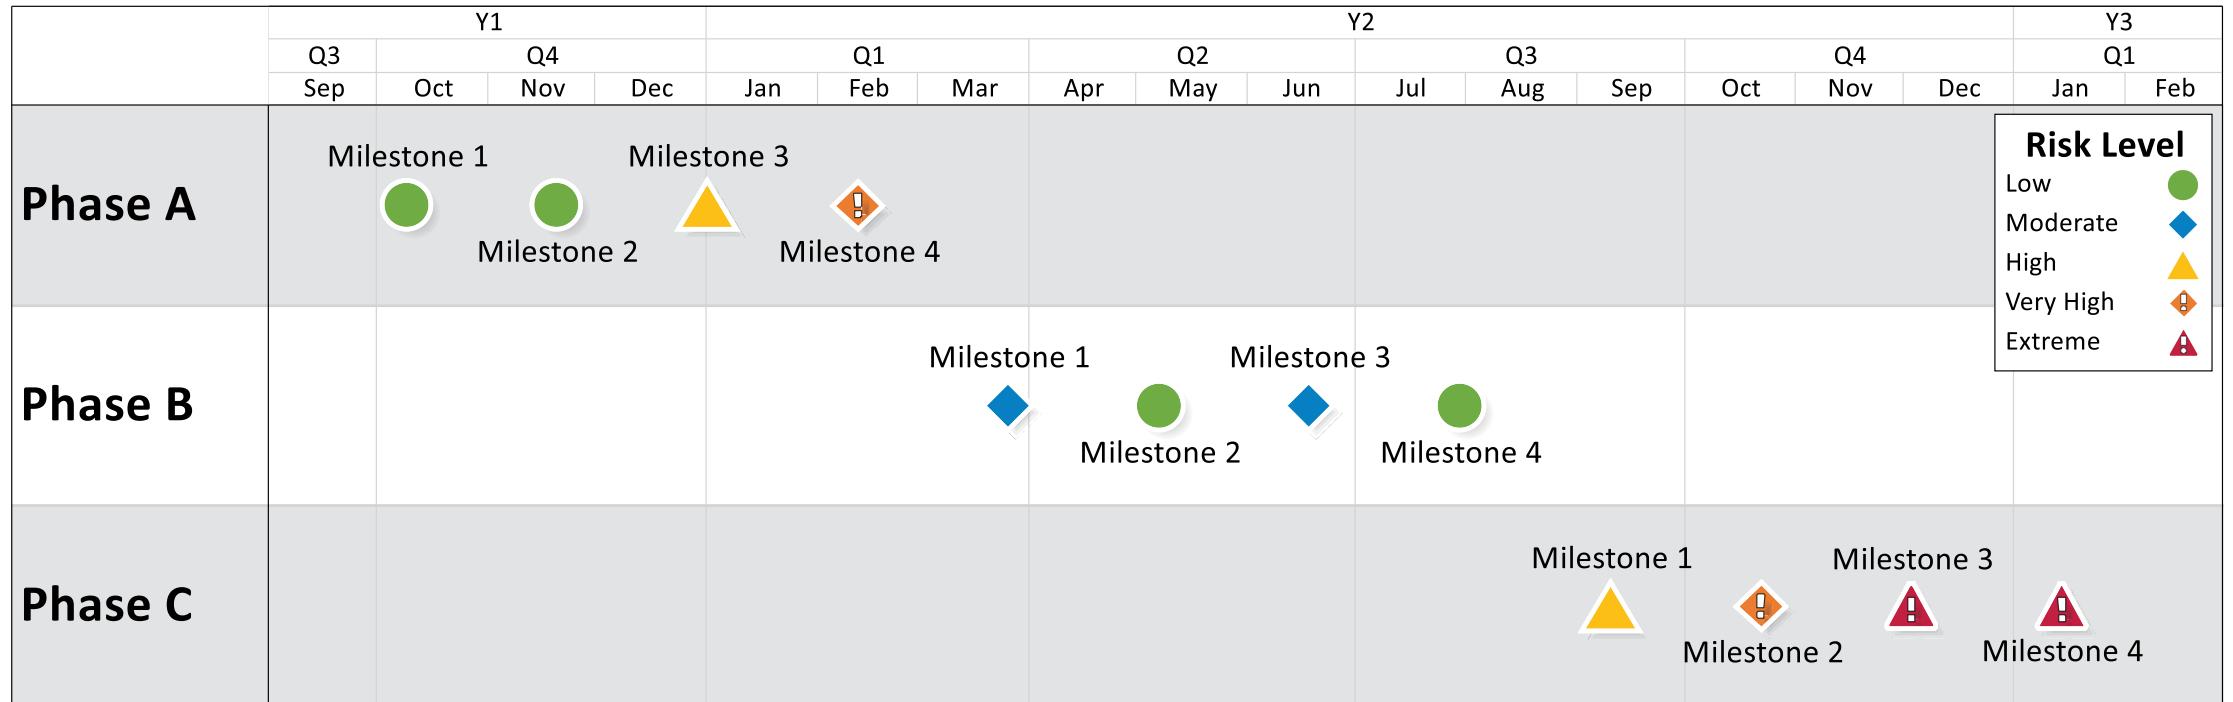 Y1 Y2 Y3
Q3 Q4 Q1 Q2 Q3 Q4 Q1
Sep Oct Nov Dec Jan Feb Mar Apr May Jun Jul Aug Sep Oct Nov Dec Jan Feb
Risk Level
Low
Moderate
High
Very High
Extreme
Phase A
Milestone 1
Milestone 2
Milestone 3
Milestone 4
Phase B
Milestone 1
Milestone 2
Milestone 3
Milestone 4
Phase C
Milestone 1
Milestone 2
Milestone 3
Milestone 4